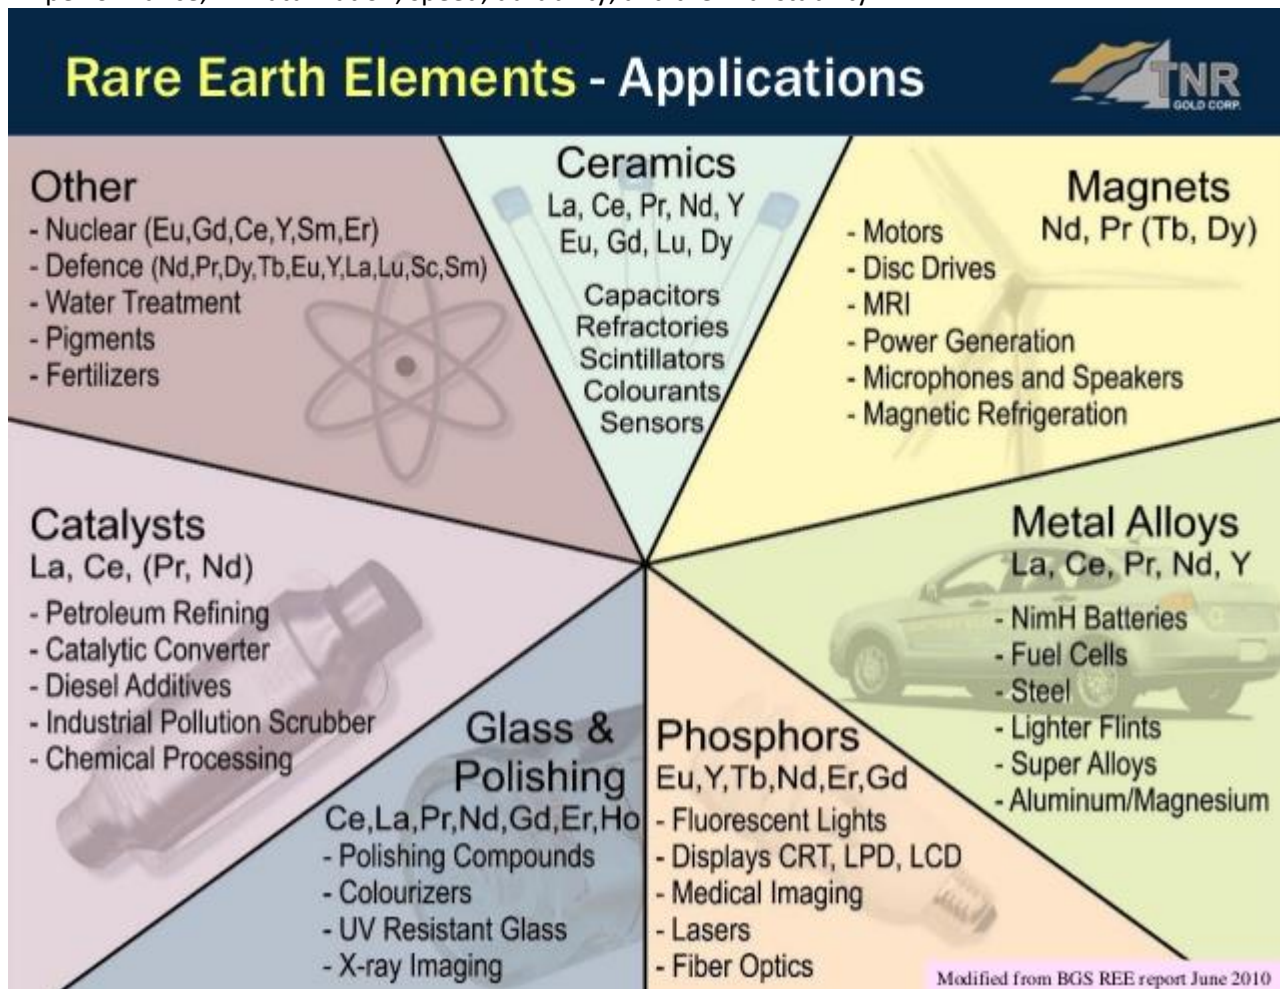 Rare Earth Elements - Applications
TNR
GOLD CORP.
Other
- Nuclear (Eu,Gd,Ce,Y,Sm,Er)
- Defence (Nd,Pr,Dy,Tb,Eu,Y,La,Lu,Sc,Sm)
- Water Treatment
- Pigments
- Fertilizers
Ceramics
La, Ce, Pr, Nd, Y
Eu, Gd, Lu, Dy
Capacitors
Refractories
Scintillators
Colourants
Sensors
Magnets
Nd, Pr (Tb, Dy)
- Motors
- Disc Drives
- MRI
- Power Generation
- Microphones and Speakers
- Magnetic Refrigeration
Catalysts
La, Ce, (Pr, Nd)
- Petroleum Refining
- Catalytic Converter
- Diesel Additives
- Industrial Pollution Scrubber
- Chemical Processing
Glass &
Polishing
Ce,La,Pr,Nd,Gd,Er,Ho
- Polishing Compounds
- Colourizers
- UV Resistant Glass
- X-ray Imaging
Phosphors
Eu,Y,Tb,Nd,Er,Gd
- Fluorescent Lights
- Displays CRT, LPD, LCD
- Medical Imaging
- Lasers
- Fiber Optics
Metal Alloys
La, Ce, Pr, Nd, Y
- NimH Batteries
- Fuel Cells
- Steel
- Lighter Flints
- Super Alloys
- Aluminum/Magnesium
Modified from BGS REE report June 2010